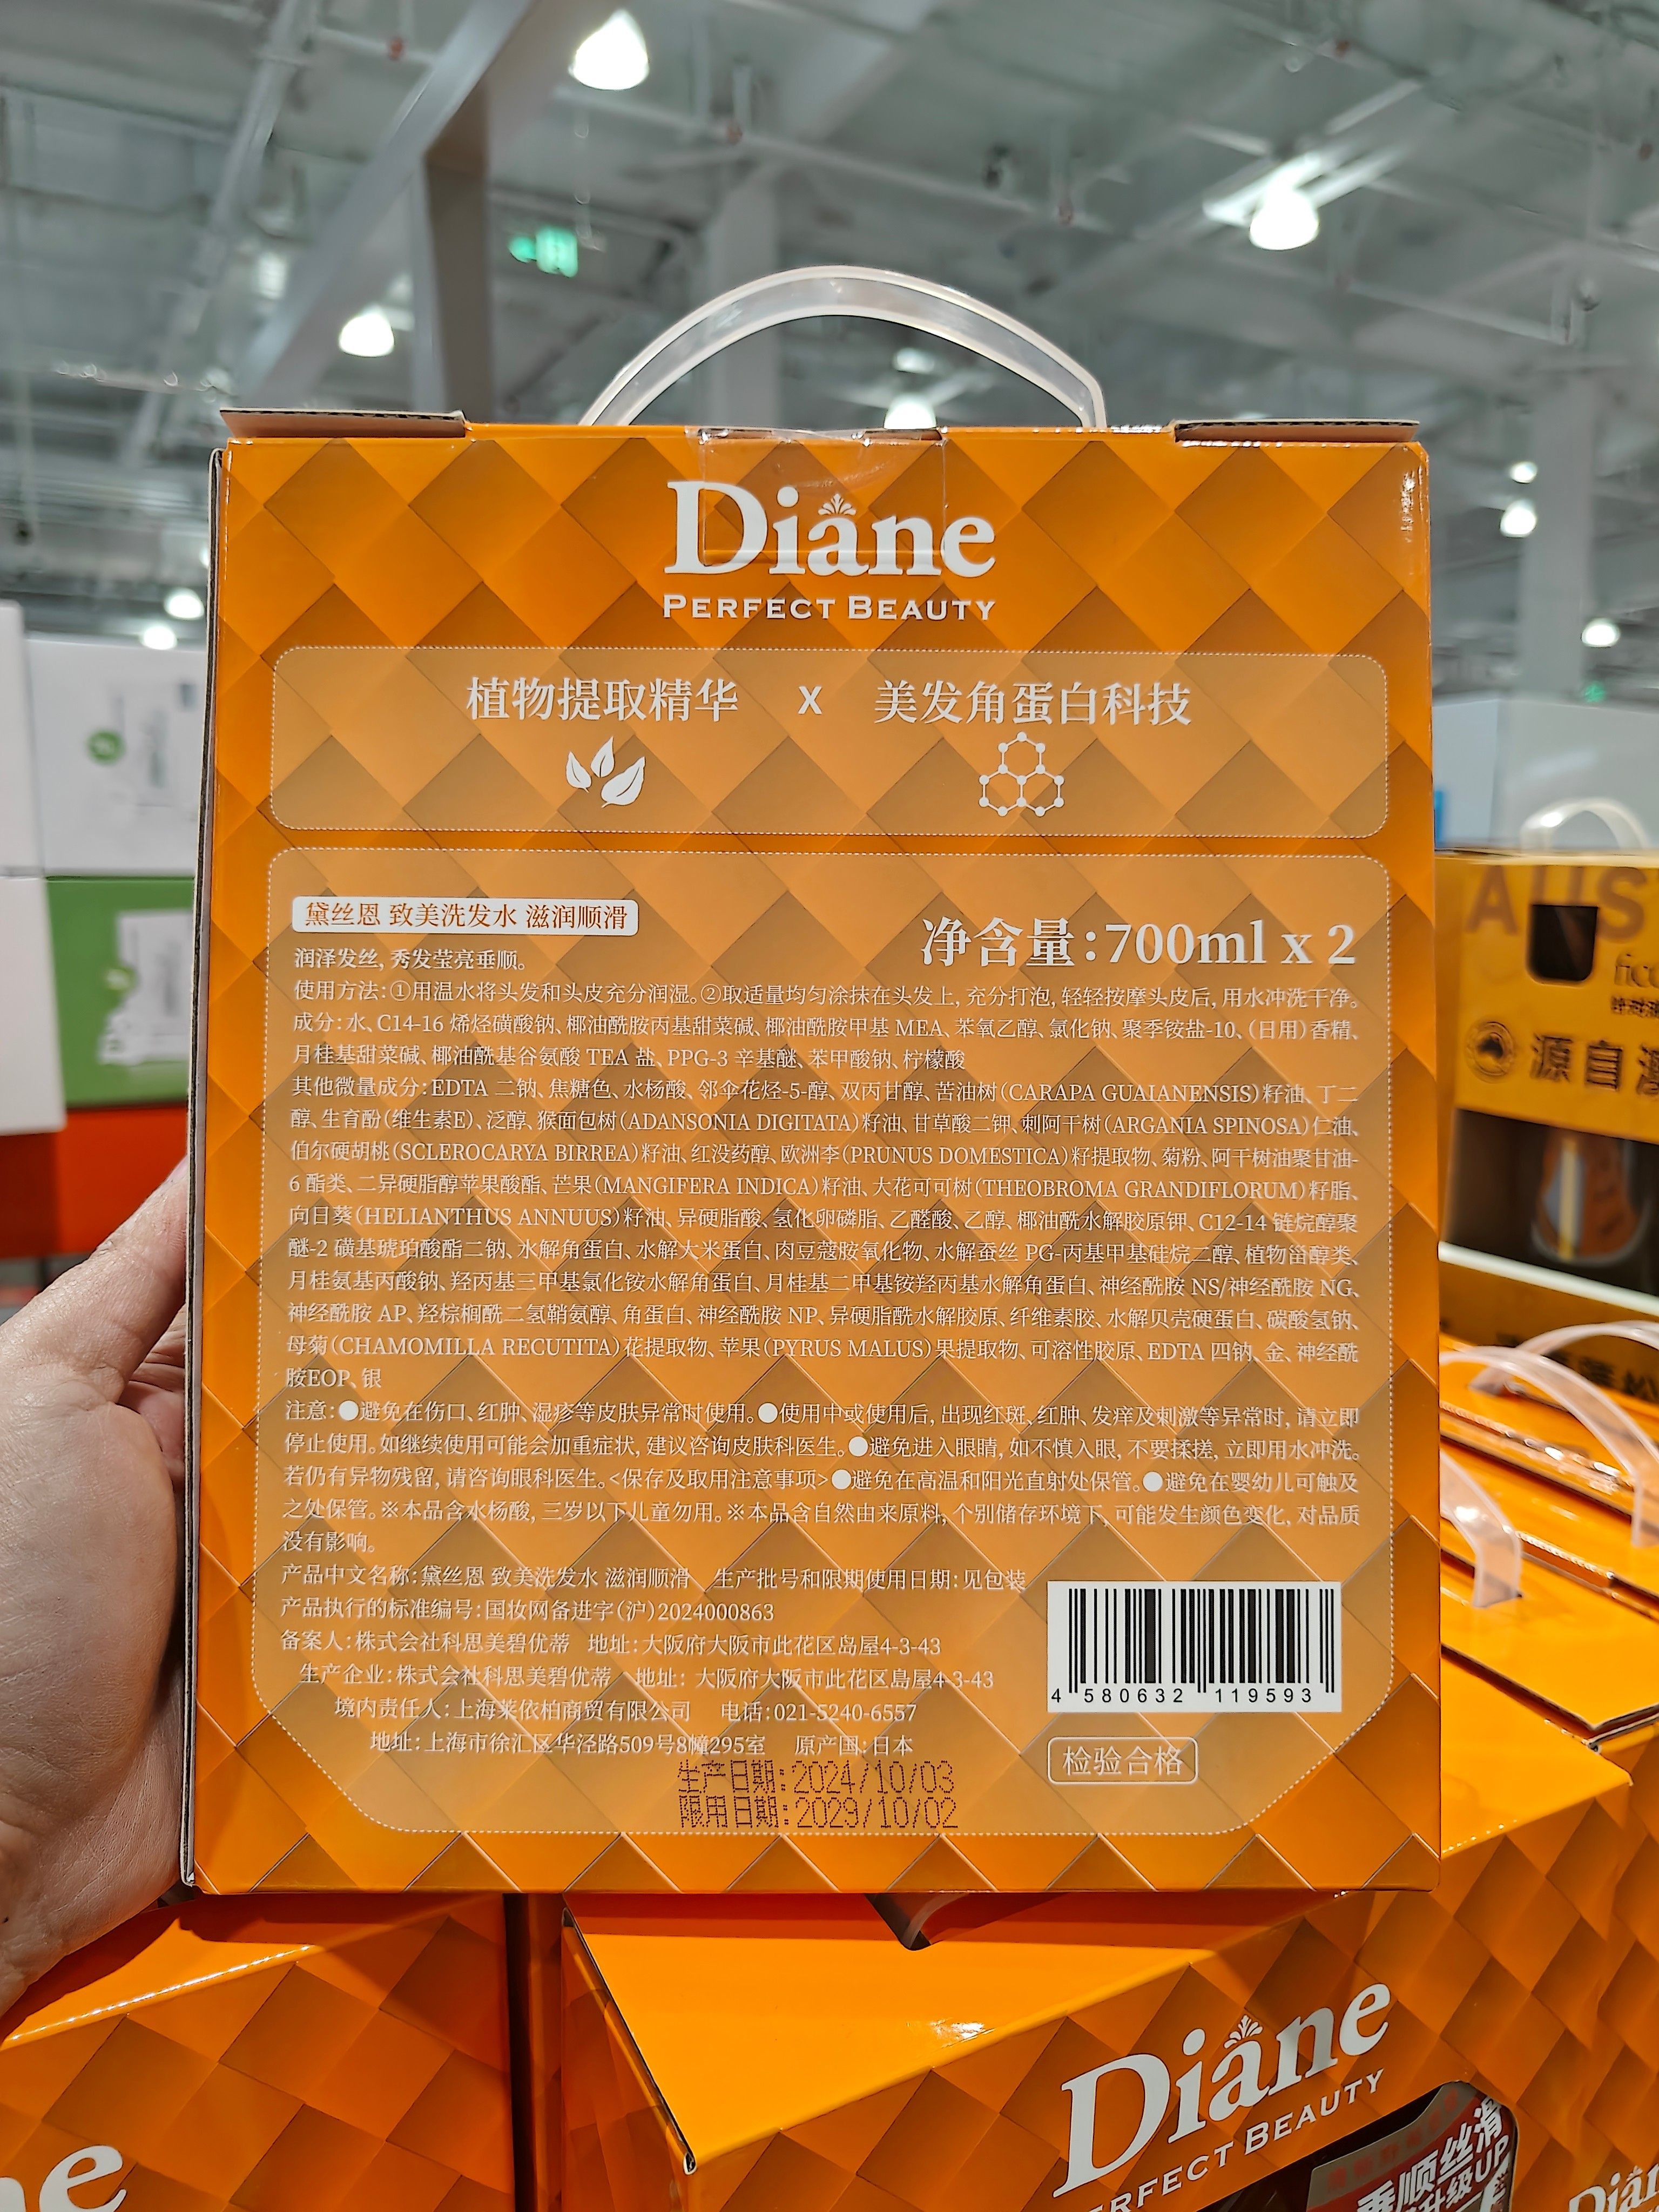 Diane
PERFECT BEAUTY
植物提取精华 X 美发角蛋白科技
黛丝恩 致美洗发水 滋润顺滑
净含量:700ml x 2
润泽发丝, 秀发莹亮垂顺。
使用方法:①用温水将头发和头皮充分润湿。②取适量均匀涂抹在头发上, 充分打泡, 轻轻按摩头皮后, 用水冲洗干净。
成分:水、C14-16 烯烃磺酸钠、椰油酰胺丙基甜菜碱、椰油酰胺甲基 MEA、苯氧乙醇、氯化钠、聚季铵盐-10、(日用)香精、
月桂基甜菜碱、椰油酰基谷氨酸 TEA 盐、PPG-3 辛基醚、苯甲酸钠、柠檬酸
其他微量成分:EDTA 二钠、焦糖色、水杨酸、邻伞花烃-5-醇、双丙甘醇、苦油树(CARAPA GUAIANENSIS)籽油、丁二
醇、生育酚(维生素E)、泛醇、猴面包树(ADANSONIA DIGITATA)籽油、甘草酸二钾、刺阿干树(ARGANIA SPINOSA)仁油、
伯尔硬胡桃(SCLEROCARYA BIRREA)籽油、红没药醇、欧洲李(PRUNUS DOMESTICA)籽提取物、菊粉、阿干树油聚甘油-
6 酯类、二异硬脂醇苹果酸酯、芒果(MANGIFERA INDICA)籽油、大花可可树(THEOBROMA GRANDIFLORUM)籽脂、
向日葵(HELIANTHUS ANNUUS)籽油、异硬脂酸、氢化卵磷脂、乙醛酸、乙醇、椰油酰水解胶原钾、C12-14 链烷醇聚
醚-2 磺基琥珀酸酯二钠、水解角蛋白、水解大米蛋白、肉豆蔻胺氧化物、水解蚕丝 PG-丙基甲基硅烷二醇、植物甾醇类、
月桂氨基丙酸钠、羟丙基三甲基氯化铵水解角蛋白、月桂基二甲基铵羟丙基水解角蛋白、神经酰胺 NS/神经酰胺 NG、
神经酰胺 AP、羟棕榈酰二氢鞘氨醇、角蛋白、神经酰胺 NP、异硬脂酰水解胶原、纤维素胶、水解贝壳硬蛋白、碳酸氢钠、
母菊(CHAMOMILLA RECUTITA)花提取物、苹果(PYRUS MALUS)果提取物、可溶性胶原、EDTA 四钠、金、神经酰
胺EOP、银
注意:●避免在伤口、红肿、湿疹等皮肤异常时使用。●使用中或使用后, 出现红斑、红肿、发痒及刺激等异常时, 请立即
停止使用。如继续使用可能会加重症状, 建议咨询皮肤科医生。●避免进入眼睛, 如不慎入眼, 不要揉搓, 立即用水冲洗。
若仍有异物残留, 请咨询眼科医生。<保存及取用注意事项>●避免在高温和阳光直射处保管。●避免在婴幼儿可触及
之处保管。※本品含水杨酸, 三岁以下儿童勿用。※本品含自然由来原料, 个别储存环境下, 可能发生颜色变化, 对品质
没有影响。
产品中文名称:黛丝恩 致美洗发水 滋润顺滑 生产批号和限期使用日期:见包装
产品执行的标准编号:国妆网备进字(沪)2024000863
备案人:株式会社科思美碧优蒂 地址:大阪府大阪市此花区岛屋4-3-43
生产企业:株式会社科思美碧优蒂 地址: 大阪府大阪市此花区島屋4-3-43
境内责任人:上海莱依柏商贸有限公司 电话:021-5240-6557
地址:上海市徐汇区华泾路509号8幢295室 原产国:日本
4 580632 119593
检验合格
生产日期:2024/10/03
限用日期:2029/10/02
AUS
源自
Diane
PERFECT BEAUTY